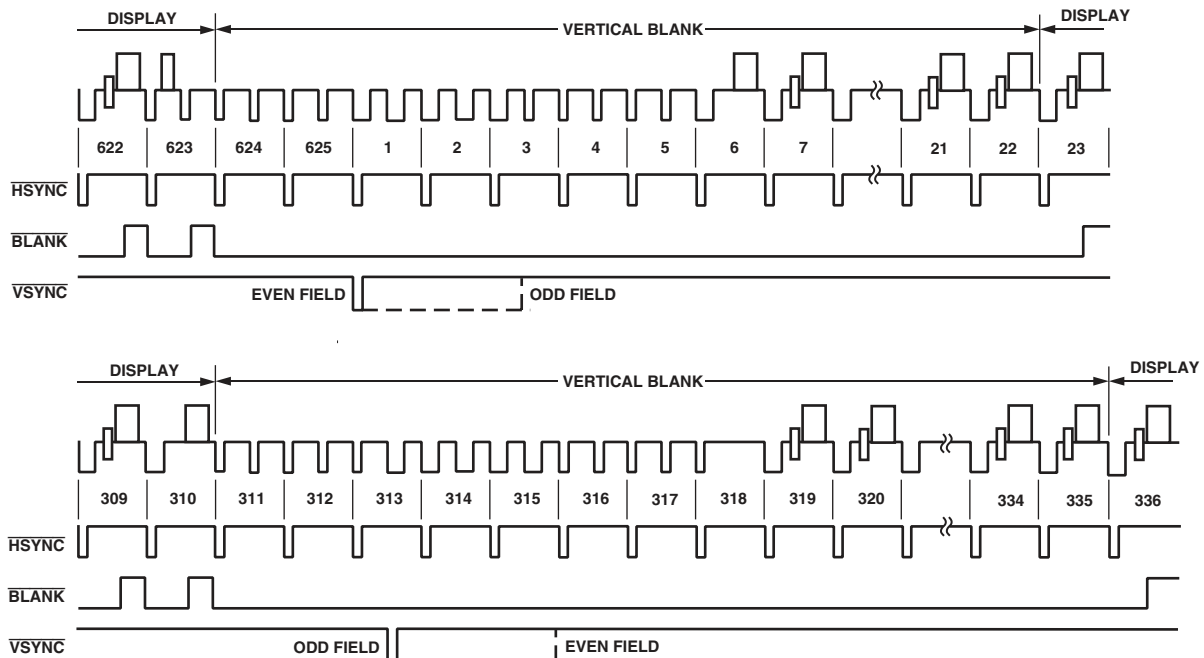 DISPLAY VERTICAL BLANK DISPLAY
622 623 624 625 1 2 3 4 5 6 7 21 22 23
HSYNC
BLANK
VSYNC EVEN FIELD ODD FIELD
DISPLAY VERTICAL BLANK DISPLAY
309 310 311 312 313 314 315 316 317 318 319 320 334 335 336
HSYNC
BLANK
VSYNC ODD FIELD EVEN FIELD